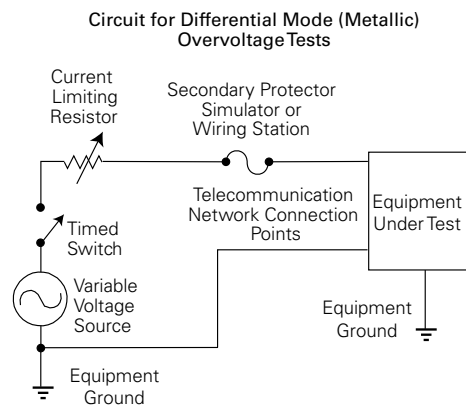 Circuit for Differential Mode (Metallic)
Overvoltage Tests
Current
Limiting
Resistor
Secondary Protector
Simulator or
Wiring Station
Telecommunication
Network Connection
Points
Equipment
Under Test
Timed
Switch
Variable
Voltage
Source
Equipment
Ground
Equipment
Ground